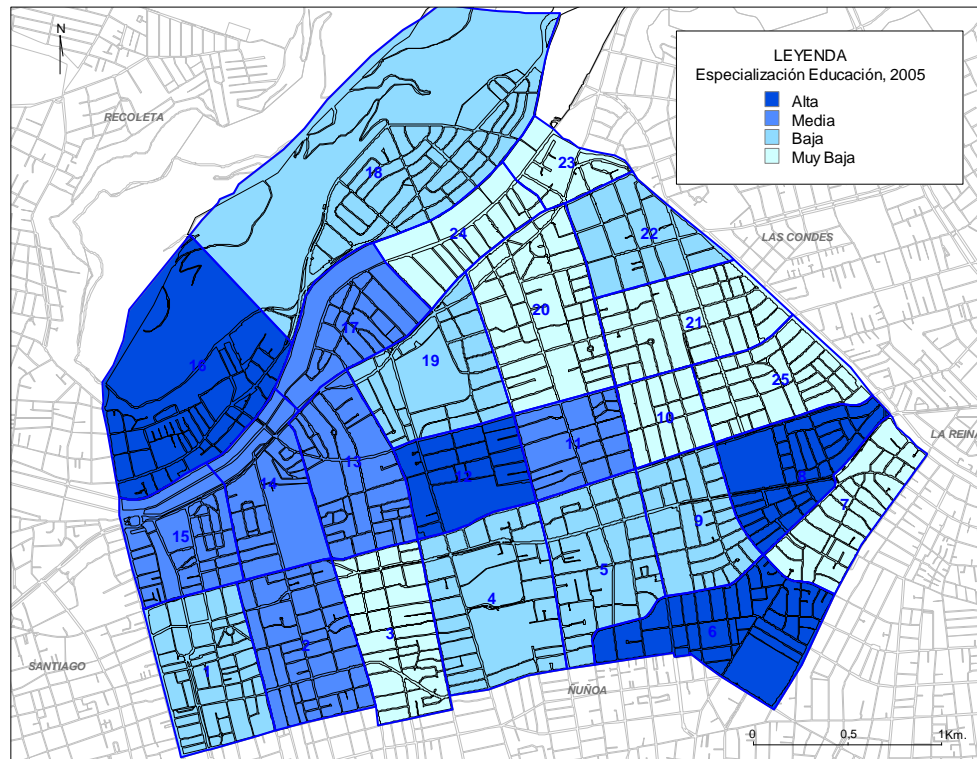 LEYENDA
Especialización Educación, 2005
Alta
Media
Baja
Muy Baja
N
RECOLETA
23
18
24
22
LAS CONDES
20
21
17
19
16
25
10
11
LA REINA
13
12
8
14
7
9
15
5
4
6
3
2
1
SANTIAGO
ÑUÑOA
0
0,5
1Km.